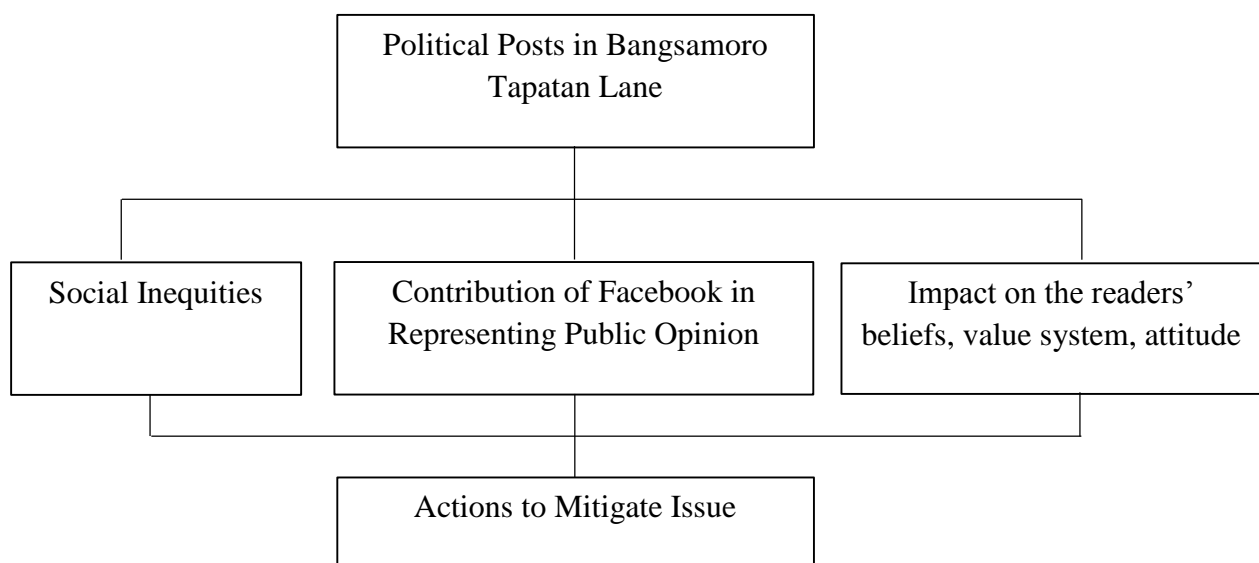 Political Posts in Bangsamoro
Tapatan Lane
Social Inequities
Contribution of Facebook in
Representing Public Opinion
Impact on the readers’
beliefs, value system, attitude
Actions to Mitigate Issue